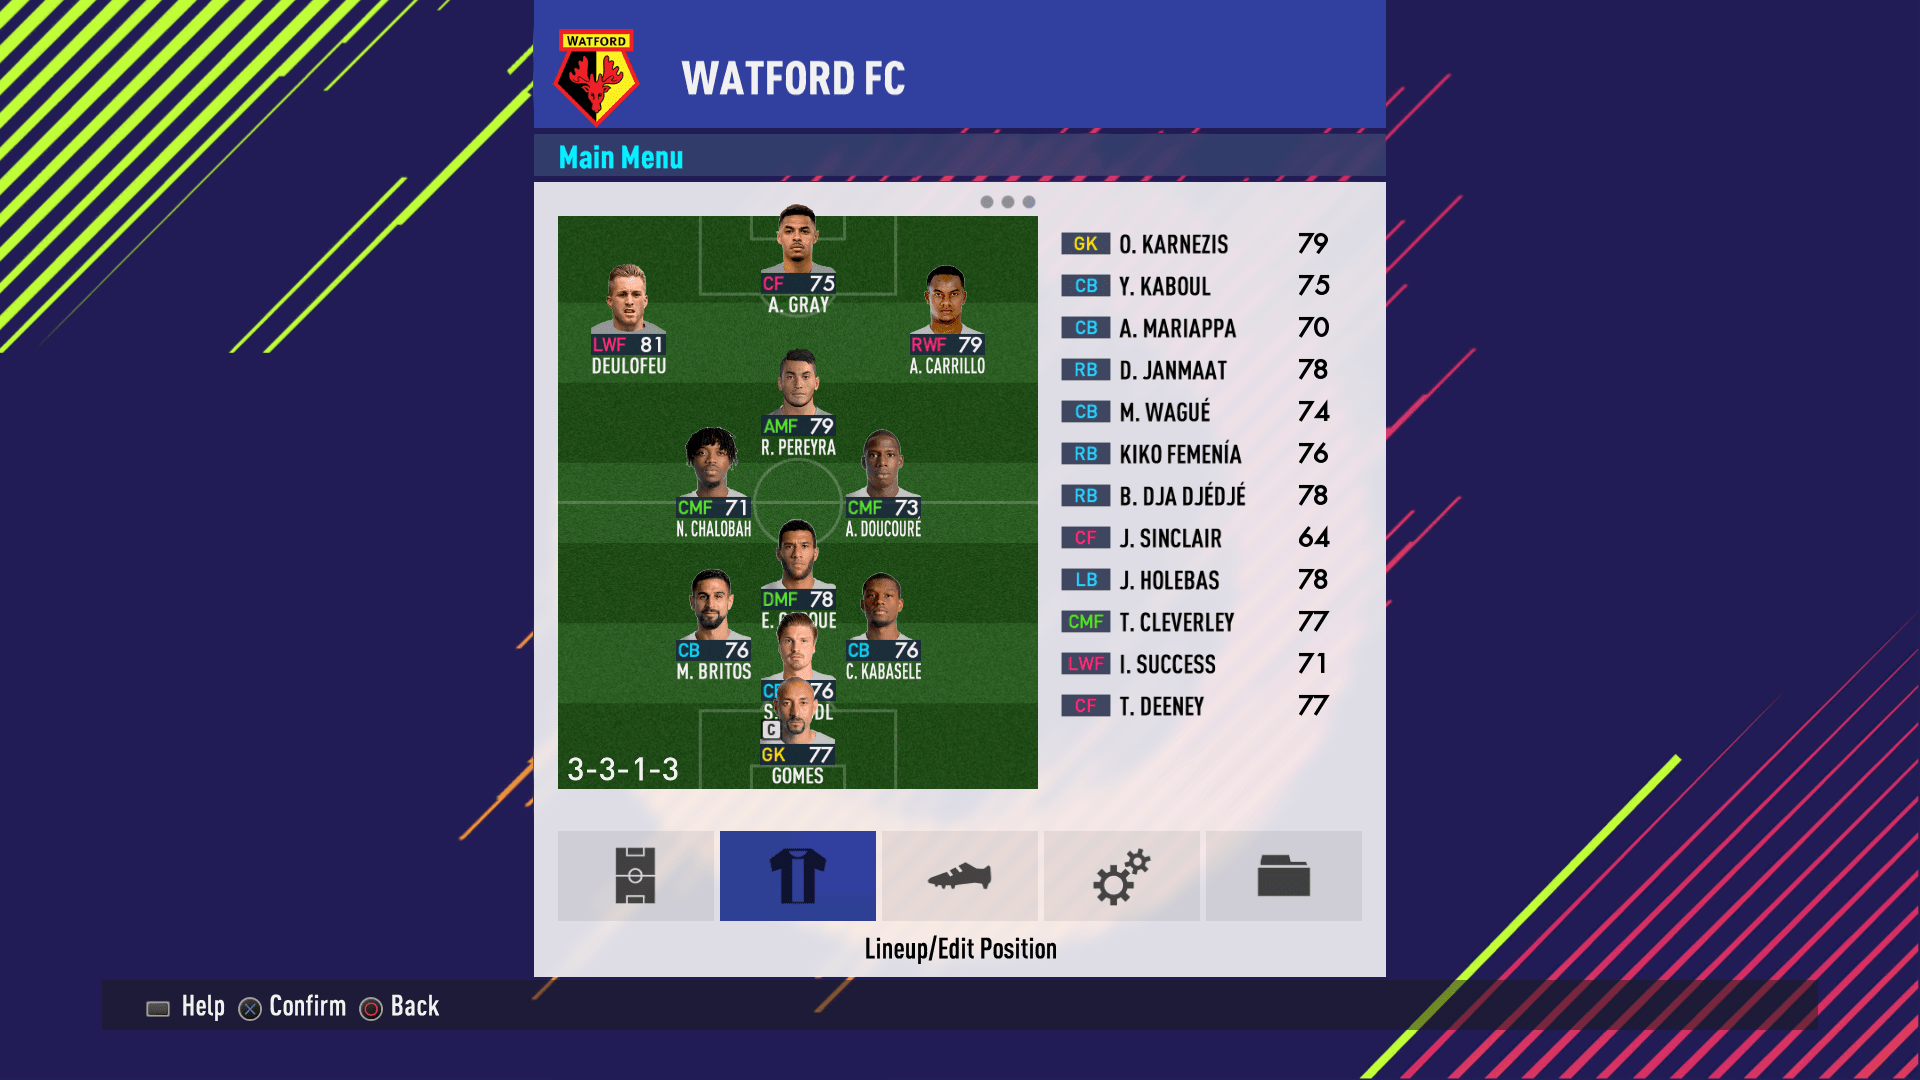 WATFORD
WATFORD FC
Main Menu
CF 75
A. GRAY
LWF 81
DEULOFEU
RWF 79
A. CARRILLO
AMF 79
R. PEREYRA
CMF 71
N. CHALOBAH
CMF 73
A. DOUCOURÉ
DMF 78
CB 76
M. BRITOS
CB 76
C. KABASELE
76
C
GK 77
GOMES
3-3-1-3
GK O. KARNEZIS 79
CB Y. KABOUL 75
CB A. MARIAPPA 70
RB D. JANMAAT 78
CB M. WAGUÉ 74
RB KIKO FEMENÍA 76
RB B. DJA DJÉDJÉ 78
CF J. SINCLAIR 64
LB J. HOLEBAS 78
CMF T. CLEVERLEY 77
LWF I. SUCCESS 71
CF T. DEENEY 77
Lineup/Edit Position
Help Confirm Back